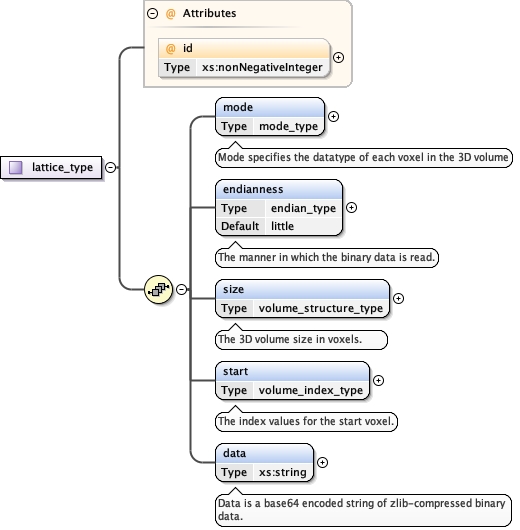 Attributes
id
Type xs:nonNegativeInteger
mode
Type mode_type
Mode specifies the datatype of each voxel in the 3D volume
lattice_type
endianness
Type endian_type
Default little
The manner in which the binary data is read.
size
Type volume_structure_type
The 3D volume size in voxels.
start
Type volume_index_type
The index values for the start voxel.
data
Type xs:string
Data is a base64 encoded string of zlib-compressed binary
data.